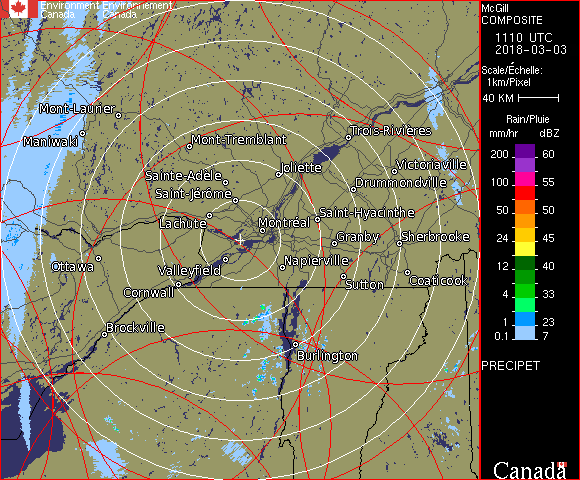 Environment Environnement
Canada Canada
McGill
COMPOSITE
1110 UTC
2018-03-03
Scale/Échelle:
1km/Pixel
40 KM
Rain/Pluie
mm/hr dBZ
200 60
150 57
100 55
50 50
24 45
12 40
4 33
1 23
0.1 7
PRECIPET
Canada
Mont-Laurier
Maniwaki
Mont-Tremblant
Trois-Rivières
Sainte-Adèle
Joliette
Victoriaville
Saint-Jérôme
Drummondville
Lachute
Montréal
Saint-Hyacinthe
Granby
Sherbrooke
Ottawa
Valleyfield
Napierville
Cornwall
Sutton
Coaticook
Brockville
Burlington